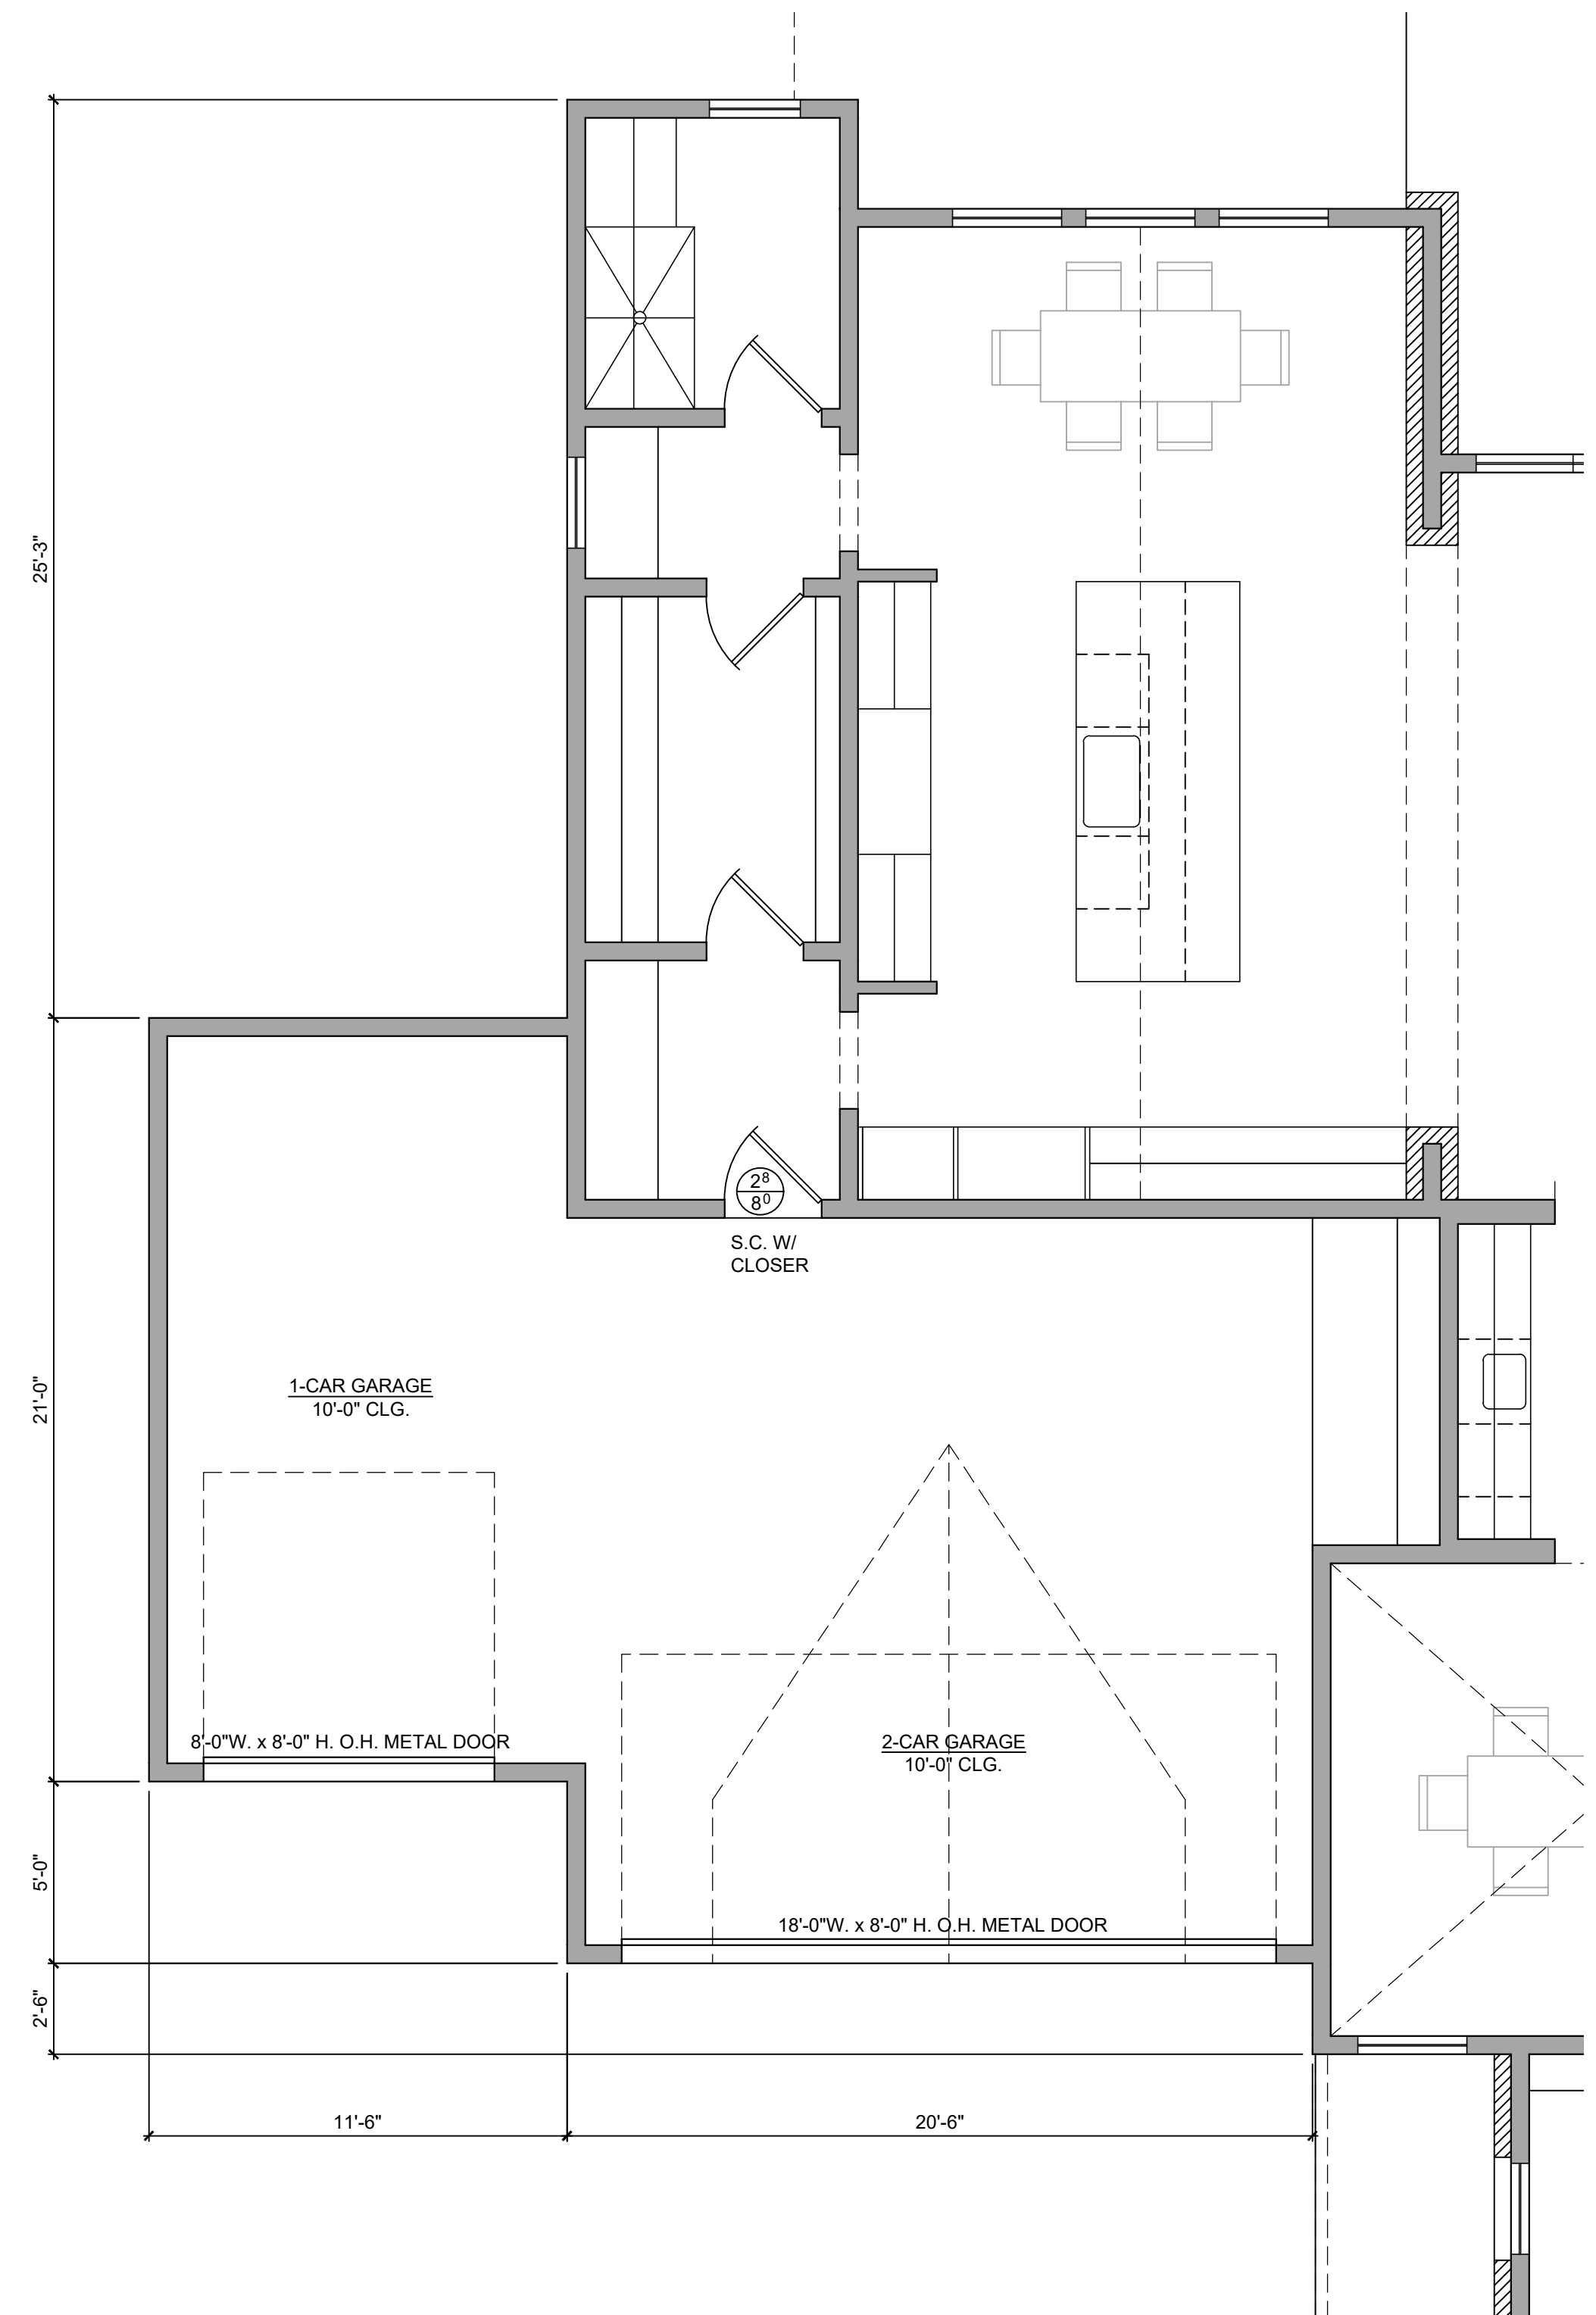 25'-3"
2⁸
8⁰
S.C. W/
CLOSER
21'-0"
1-CAR GARAGE
10'-0" CLG.
8'-0"W. x 8'-0" H. O.H. METAL DOOR
2-CAR GARAGE
10'-0" CLG.
5'-0"
18'-0"W. x 8'-0" H. O.H. METAL DOOR
2'-6"
11'-6"
20'-6"